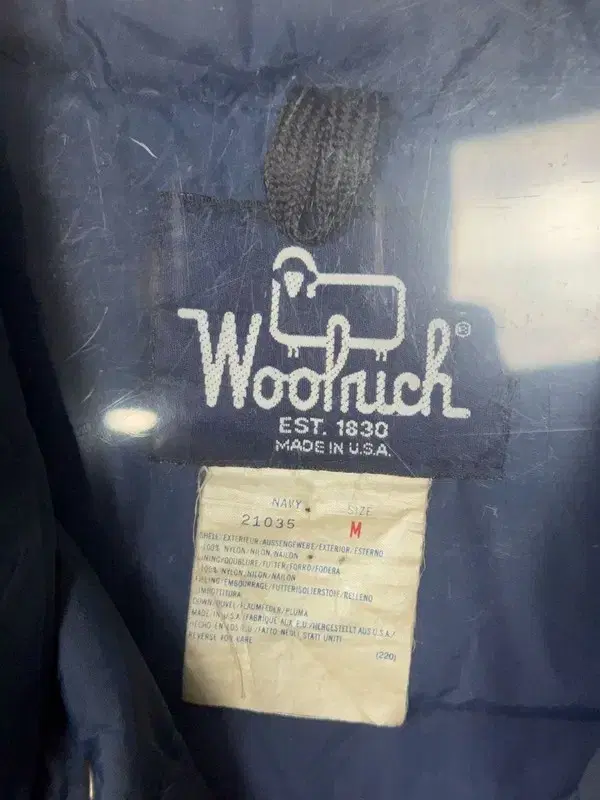 Woolrich®
EST. 1830
MADE IN U.S.A.
NAVY SIZE
21035 M
SHELL/EXTERIEUR/AUSSENGEWEBE/EXTERIOR/ESTERNO
100% NYLON/NILON/NAILON
LINING/DOUBLURE/FUTTER/FORRO/FODERA
100% NYLON/NILON/NAILON
FILLING/EMBOURRAGE/FUTTERISOLIERSTOFF/RELLENO
IMBOTTITURA
DOWN/DUVET/FLAUMFEDER/PLUMA
MADE IN U.S.A./FABRIQUE AUX E.U./HERGESTELLT AUS U.S.A./
HECHO EN EOS U.U./FATTO NEGLI STATI UNITI
REVERSE FOR CARE
(220)